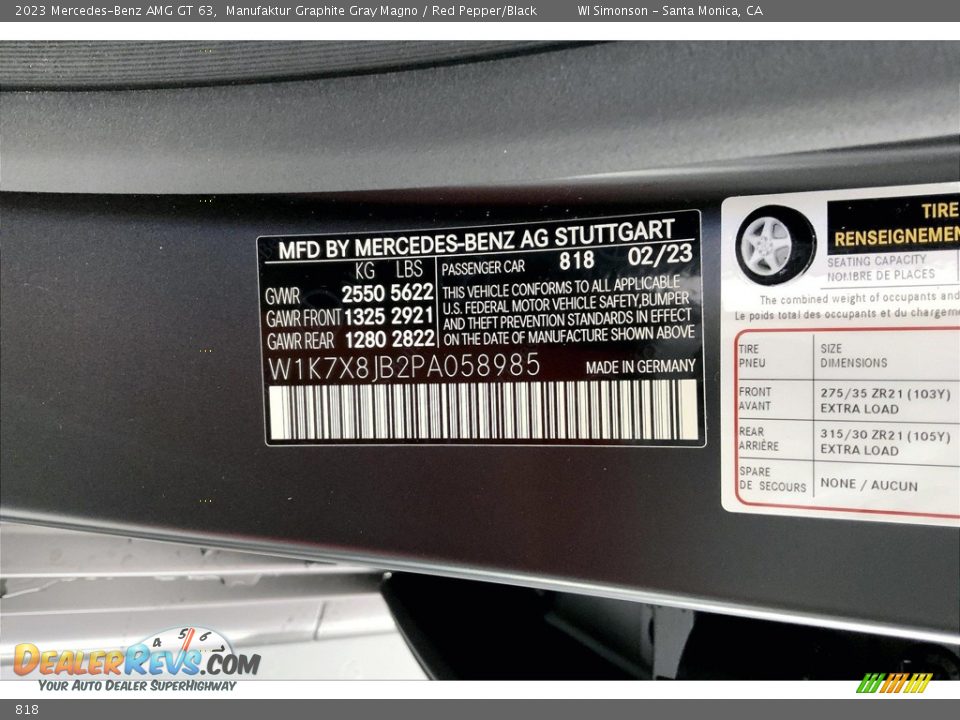 2023 Mercedes-Benz AMG GT 63,   Manufaktur Graphite Gray Magno / Red Pepper/Black   WI Simonson - Santa Monica, CA
MFD BY MERCEDES-BENZ AG STUTTGART
KG LBS
GVWR 2550 5622
GAWR FRONT 1325 2921
GAWR REAR 1280 2822
PASSENGER CAR 818 02/23
THIS VEHICLE CONFORMS TO ALL APPLICABLE
U.S. FEDERAL MOTOR VEHICLE SAFETY,BUMPER
AND THEFT PREVENTION STANDARDS IN EFFECT
ON THE DATE OF MANUFACTURE SHOWN ABOVE
W1K7X8JB2PA058985 MADE IN GERMANY
TIRE
RENSEIGNEMEN
SEATING CAPACITY
NOMBRE DE PLACES
The combined weight of occupants and
Le poids total des occupants et du chargeme
TIRE SIZE
PNEU DIMENSIONS
FRONT 275/35 ZR21 (103Y)
AVANT EXTRA LOAD
REAR 315/30 ZR21 (105Y)
ARRIÈRE EXTRA LOAD
SPARE NONE / AUCUN
DE SECOURS
4 5 6
DEALERREVS.COM
YOUR AUTO DEALER SUPERHIGHWAY
818